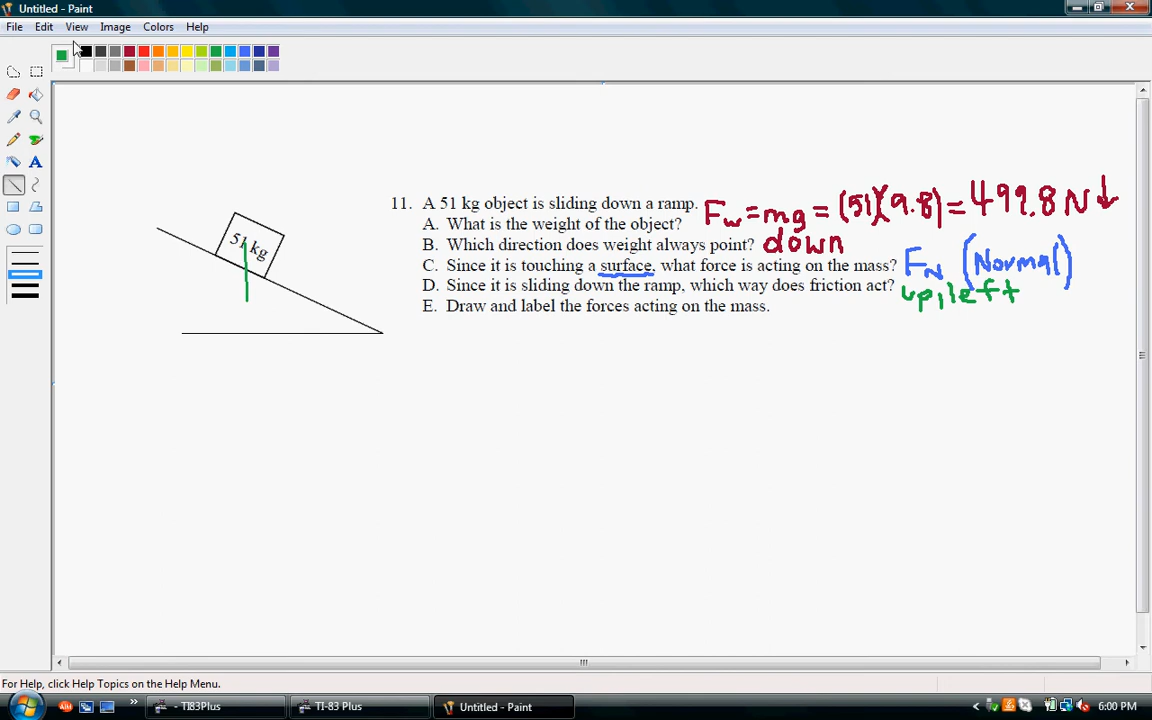 Untitled - Paint
File Edit View Image Colors Help
51 kg
11. A 51 kg object is sliding down a ramp.
A. What is the weight of the object?
Fw = mg = (51)(9.8) = 499.8 N ↓
B. Which direction does weight always point? down
C. Since it is touching a surface, what force is acting on the mass? FN (Normal)
D. Since it is sliding down the ramp, which way does friction act? up, left
E. Draw and label the forces acting on the mass.
For Help, click Help Topics on the Help Menu.
- TI83Plus TI-83 Plus Untitled - Paint 6:00 PM